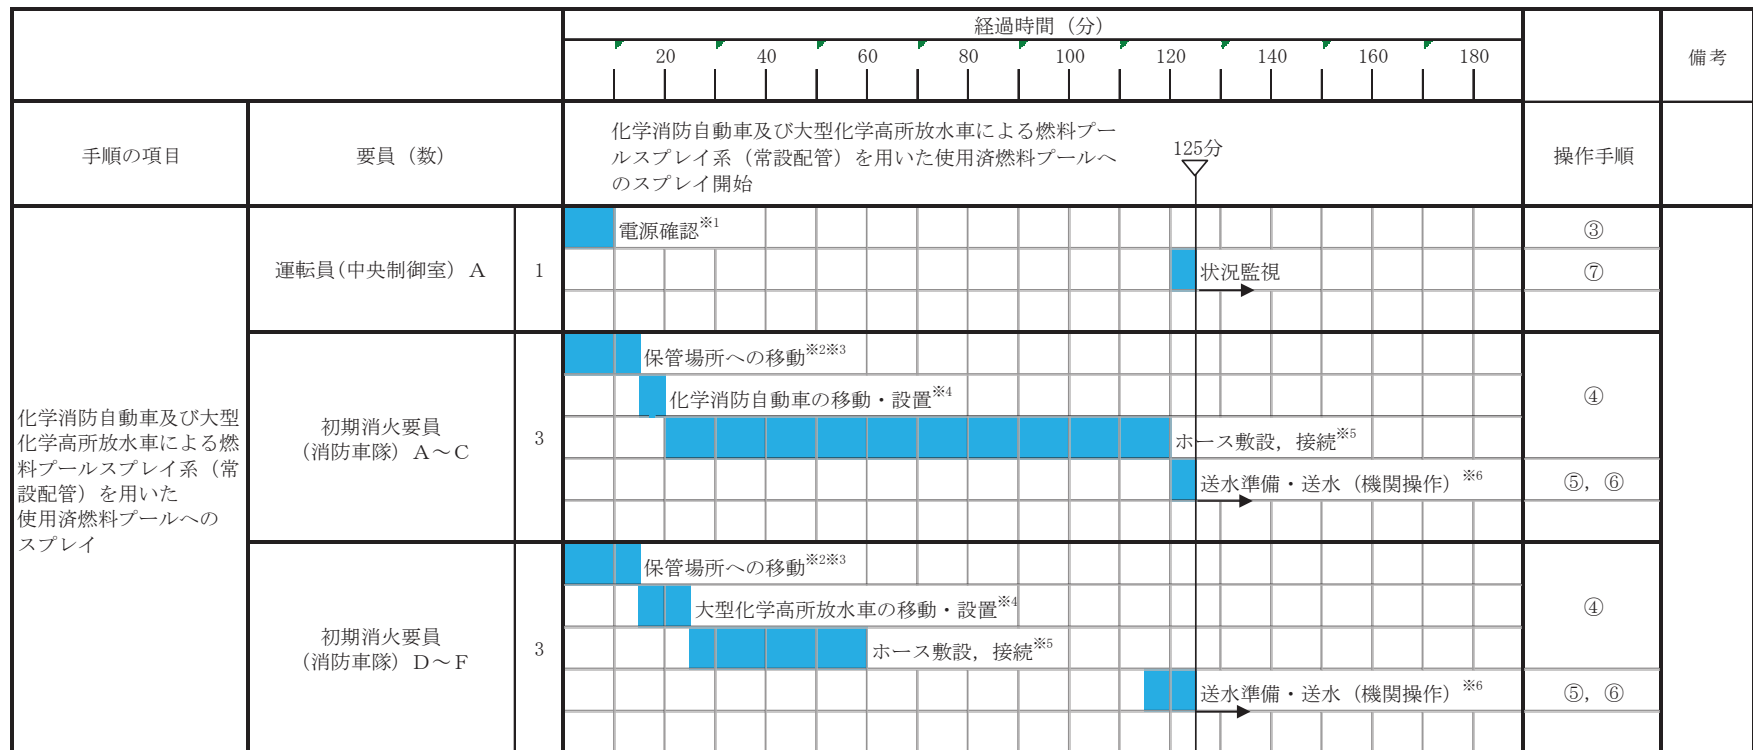 経過時間（分）
20 40 60 80 100 120 140 160 180
備考
手順の項目
要員（数）
化学消防自動車及び大型化学高所放水車による燃料プー
ルスプレイ系（常設配管）を用いた使用済燃料プールへ
のスプレイ開始
125分
操作手順
化学消防自動車及び大型
化学高所放水車による燃
料プールスプレイ系（常
設配管）を用いた
使用済燃料プールへの
スプレイ
運転員（中央制御室）A
1
電源確認※1
③
状況監視
⑦
初期消火要員
（消防車隊）A～C
3
保管場所への移動※2※3
化学消防自動車の移動・設置※4
④
ホース敷設，接続※5
送水準備・送水（機関操作）※6
⑤，⑥
初期消火要員
（消防車隊）D～F
3
保管場所への移動※2※3
大型化学高所放水車の移動・設置※4
④
ホース敷設，接続※5
送水準備・送水（機関操作）※6
⑤，⑥